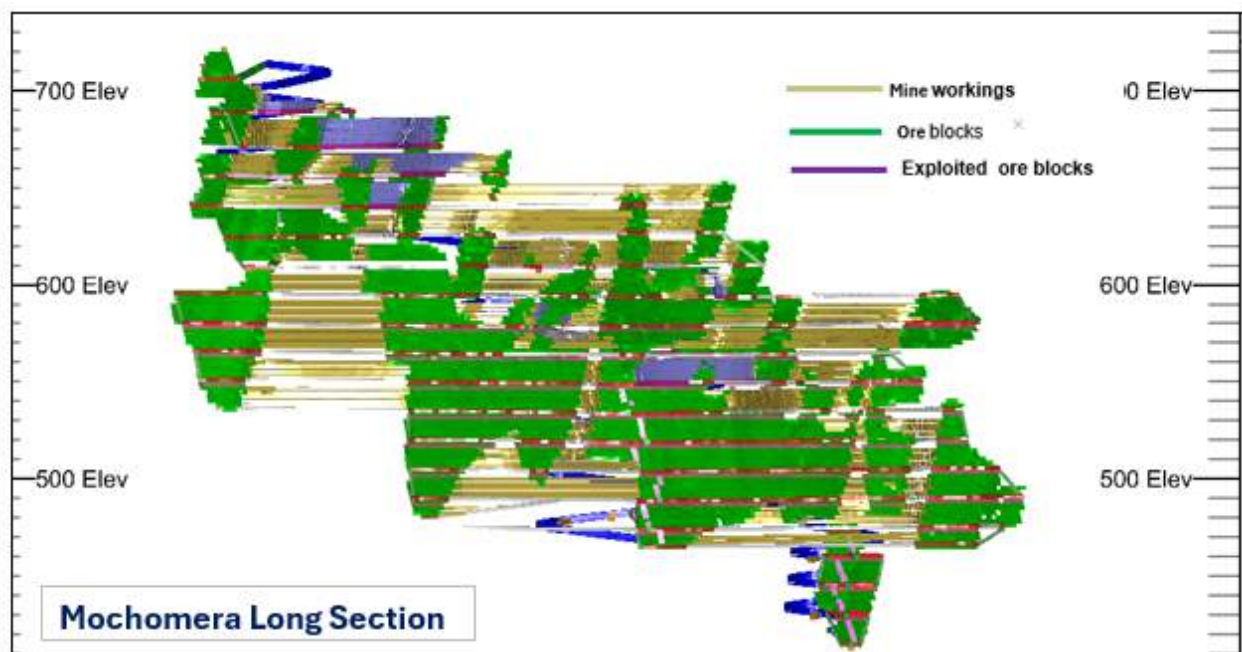 700 Elev
Mine workings
0 Elev
Ore blocks
Exploited ore blocks
600 Elev
600 Elev
500 Elev
500 Elev
Mochomera Long Section